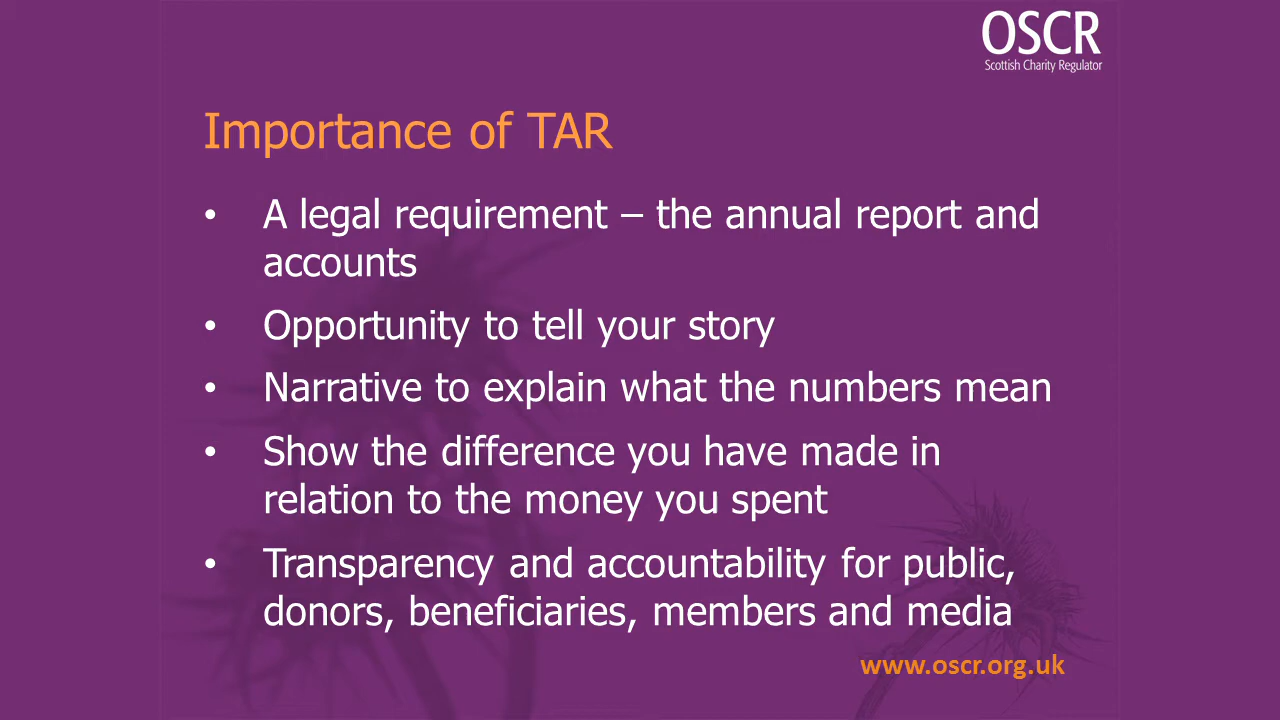 OSCR
Scottish Charity Regulator
Importance of TAR
• A legal requirement – the annual report and
accounts
• Opportunity to tell your story
• Narrative to explain what the numbers mean
• Show the difference you have made in
relation to the money you spent
• Transparency and accountability for public,
donors, beneficiaries, members and media
www.oscr.org.uk